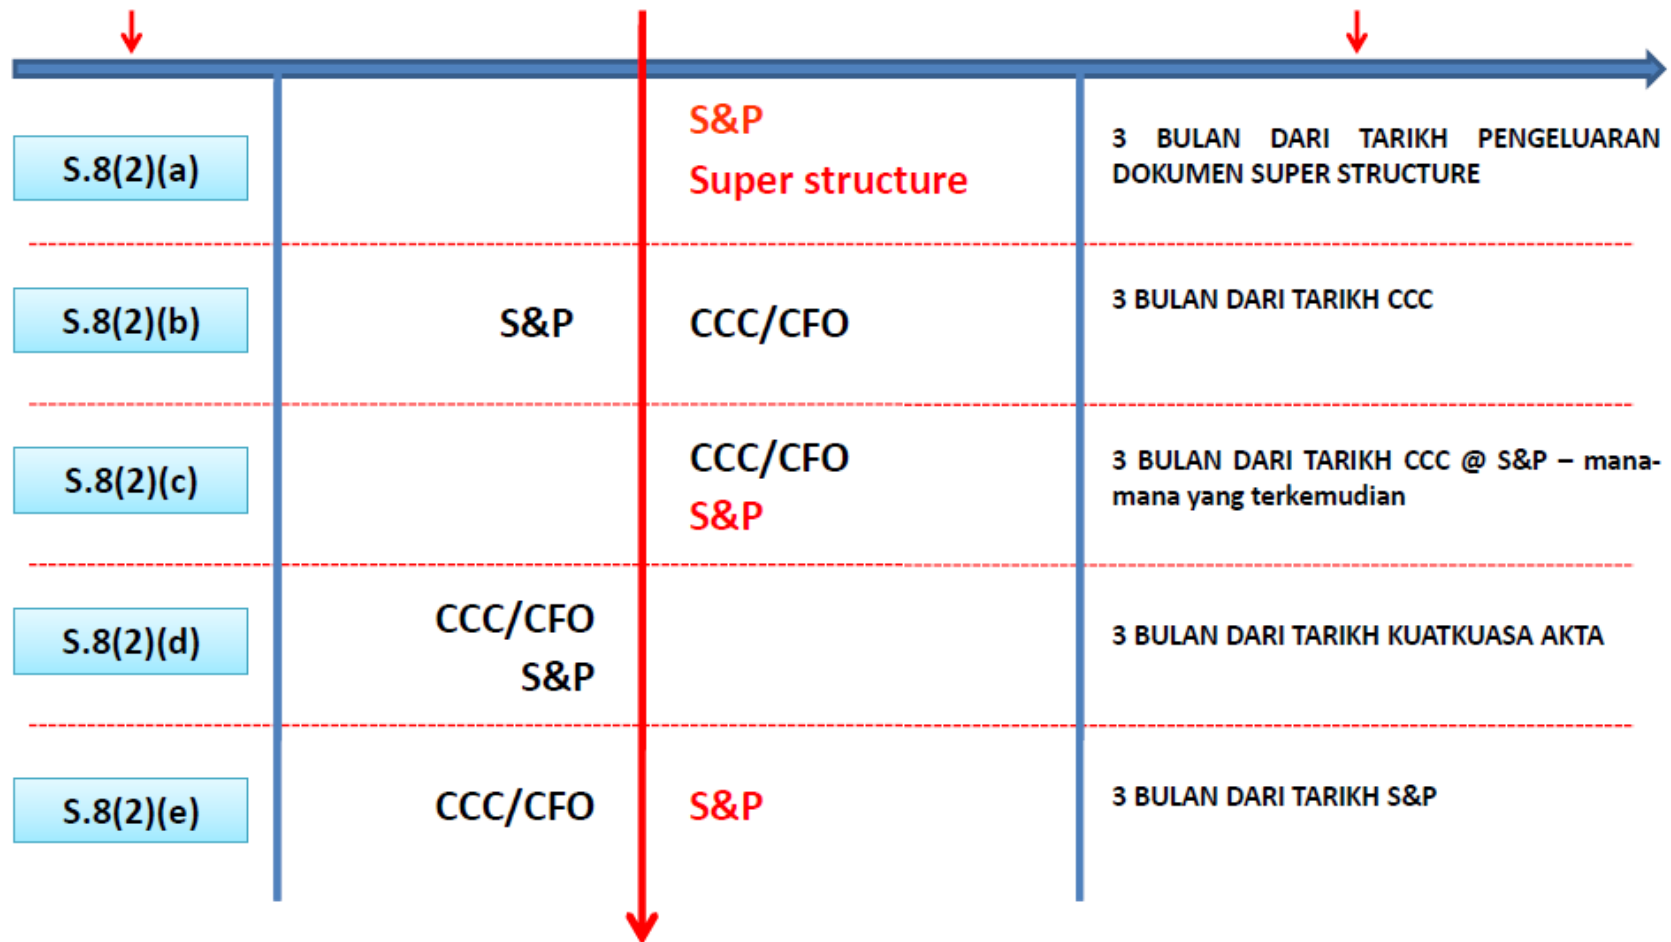 S.8(2)(a)
S&P
Super structure
3 BULAN DARI TARIKH PENGELUARAN
DOKUMEN SUPER STRUCTURE
S.8(2)(b)
S&P
CCC/CFO
3 BULAN DARI TARIKH CCC
S.8(2)(c)
CCC/CFO
S&P
3 BULAN DARI TARIKH CCC @ S&P – mana-
mana yang terkemudian
S.8(2)(d)
CCC/CFO
S&P
3 BULAN DARI TARIKH KUATKUASA AKTA
S.8(2)(e)
CCC/CFO
S&P
3 BULAN DARI TARIKH S&P